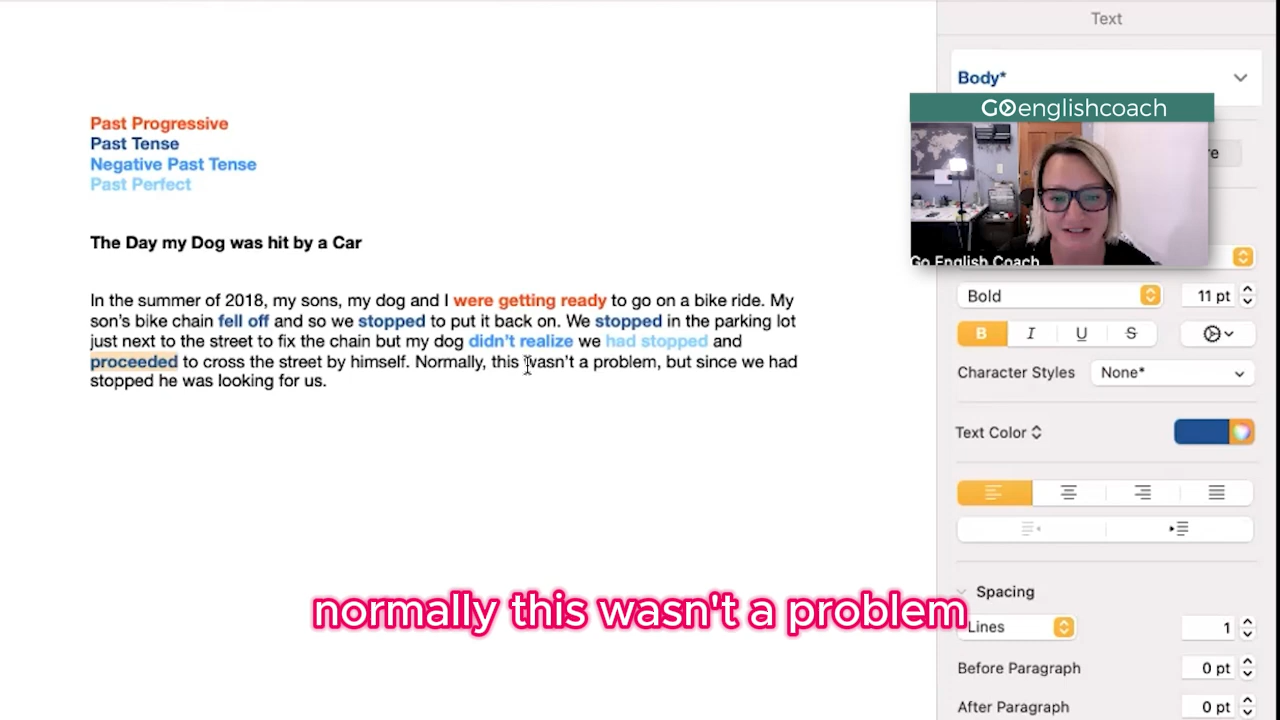 Text
Body*
GOenglishcoach
re
Go English Coach
Past Progressive
Past Tense
Negative Past Tense
Past Perfect
The Day my Dog was hit by a Car
In the summer of 2018, my sons, my dog and I were getting ready to go on a bike ride. My
son's bike chain fell off and so we stopped to put it back on. We stopped in the parking lot
just next to the street to fix the chain but my dog didn't realize we had stopped and
proceeded to cross the street by himself. Normally, this wasn't a problem, but since we had
stopped he was looking for us.
Bold
11 pt
B I U S
Character Styles
None*
Text Color
Spacing
Lines
1
Before Paragraph
0 pt
After Paragraph
0 pt
normally this wasn't a problem